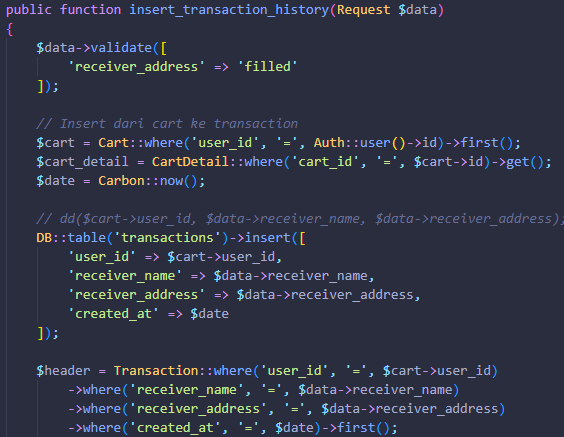 public function insert_transaction_history(Request $data)
{
    $data->validate([
        'receiver_address' => 'filled'
    ]);

    // Insert dari cart ke transaction
    $cart = Cart::where('user_id', '=', Auth::user()->id)->first();
    $cart_detail = CartDetail::where('cart_id', '=', $cart->id)->get();
    $date = Carbon::now();

    // dd($cart->user_id, $data->receiver_name, $data->receiver_address);
    DB::table('transactions')->insert([
        'user_id' => $cart->user_id,
        'receiver_name' => $data->receiver_name,
        'receiver_address' => $data->receiver_address,
        'created_at' => $date
    ]);

    $header = Transaction::where('user_id', '=', $cart->user_id)
        ->where('receiver_name', '=', $data->receiver_name)
        ->where('receiver_address', '=', $data->receiver_address)
        ->where('created_at', '=', $date)->first();